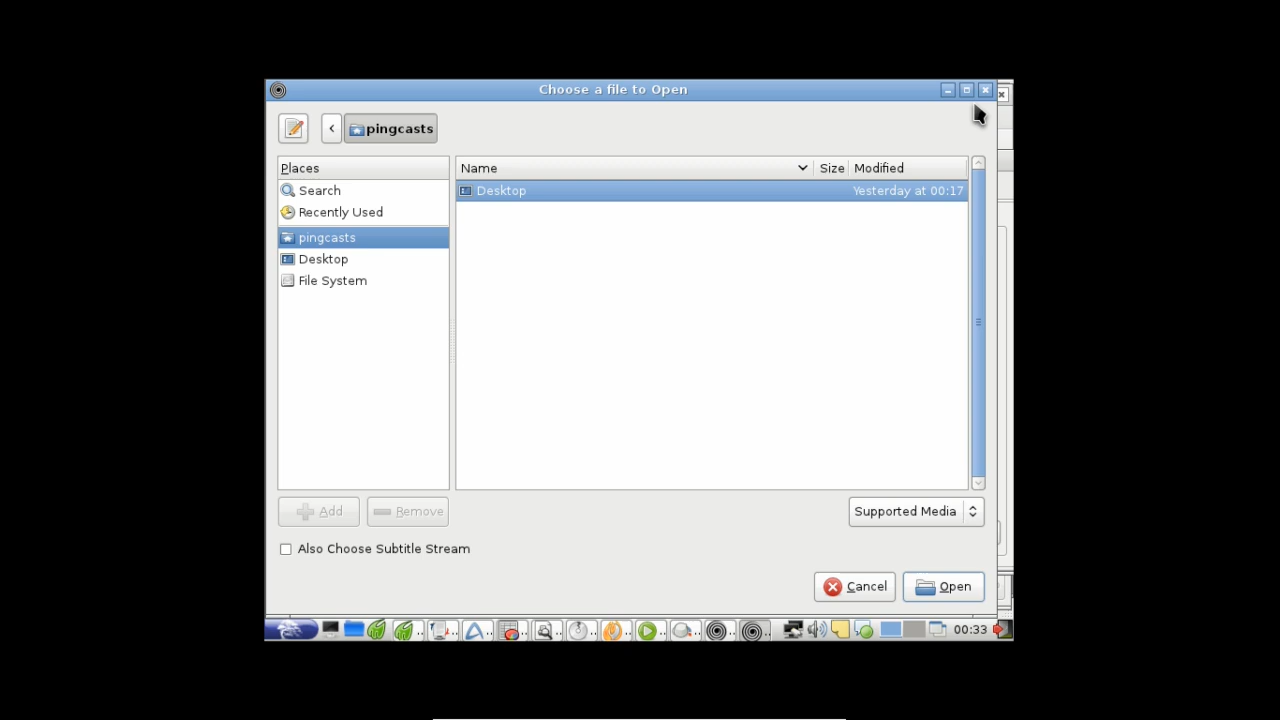 Choose a file to Open
pingcasts
Places
Name Size Modified
Search
Desktop Yesterday at 00:17
Recently Used
pingcasts
Desktop
File System
Add Remove Supported Media
Also Choose Subtitle Stream
Cancel Open
00:33